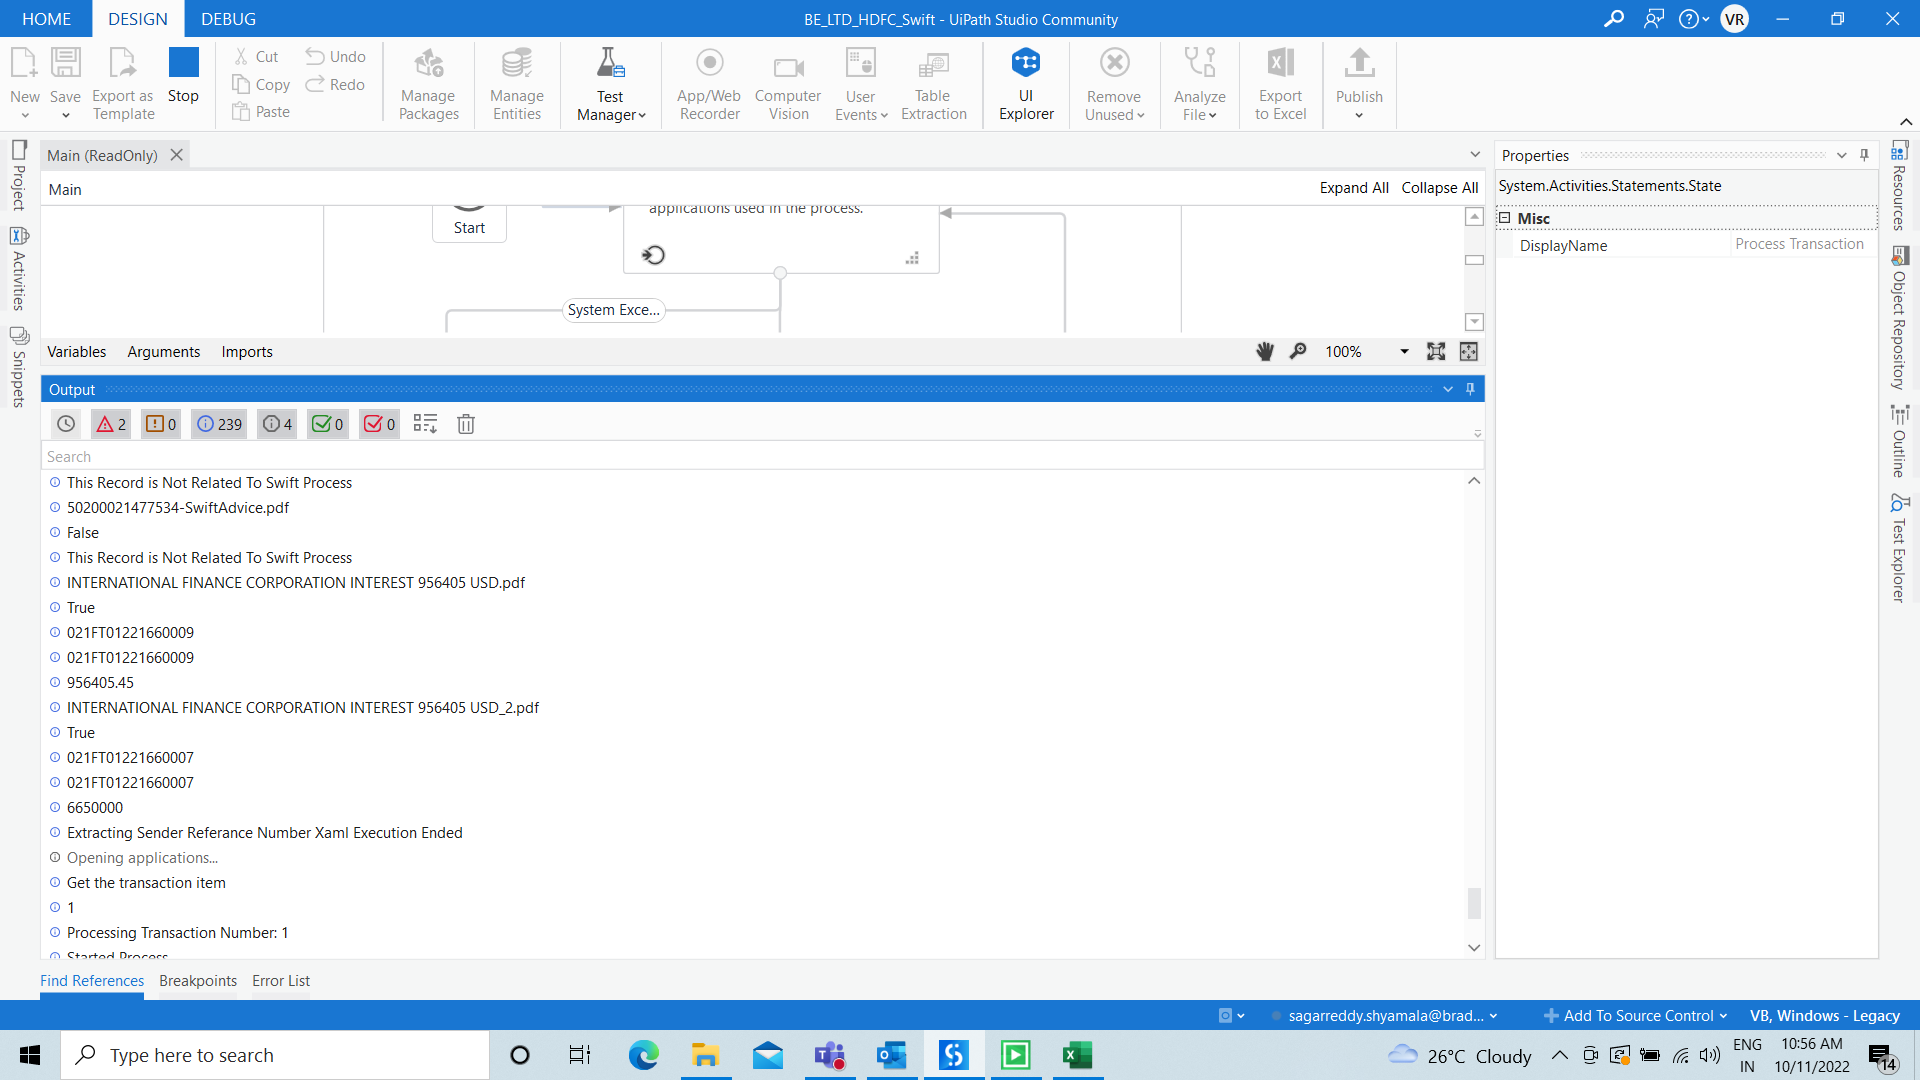 HOME
DESIGN
DEBUG
BE_LTD_HDFC_Swift - UiPath Studio Community
VR
New
Save
Export as
Template
Stop
Cut
Copy
Paste
Undo
Redo
Manage
Packages
Manage
Entities
Test
Manager
App/Web
Recorder
Computer
Vision
User
Events
Table
Extraction
UI
Explorer
Remove
Unused
Analyze
File
Export
to Excel
Publish
Project
Activities
Snippets
Main (ReadOnly)
Main
Expand All
Collapse All
Start
applications used in the process.
System Exce...
Variables
Arguments
Imports
100%
Output
2
0
239
4
0
0
Search
This Record is Not Related To Swift Process
50200021477534-SwiftAdvice.pdf
False
This Record is Not Related To Swift Process
INTERNATIONAL FINANCE CORPORATION INTEREST 956405 USD.pdf
True
021FT01221660009
021FT01221660009
956405.45
INTERNATIONAL FINANCE CORPORATION INTEREST 956405 USD_2.pdf
True
021FT01221660007
021FT01221660007
6650000
Extracting Sender Referance Number Xaml Execution Ended
Opening applications...
Get the transaction item
1
Processing Transaction Number: 1
Started Process
Find References
Breakpoints
Error List
Properties
System.Activities.Statements.State
Misc
DisplayName
Process Transaction
Resources
Object Repository
Outline
Test Explorer
sagarreddy.shyamala@brad...
Add To Source Control
VB, Windows - Legacy
Type here to search
26°C Cloudy
ENG
IN
10:56 AM
10/11/2022
14